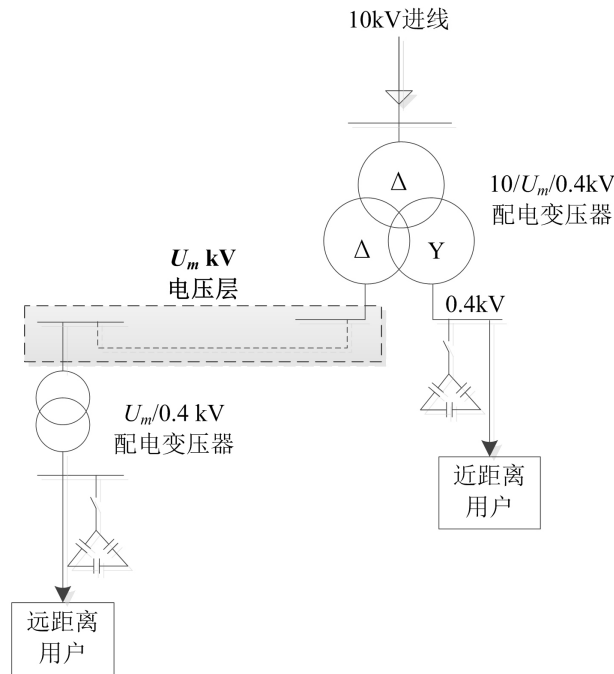 10kV进线
Δ
Δ
Y
10/Um/0.4kV
配电变压器
Um kV
电压层
0.4kV
Um/0.4 kV
配电变压器
近距离
用户
远距离
用户